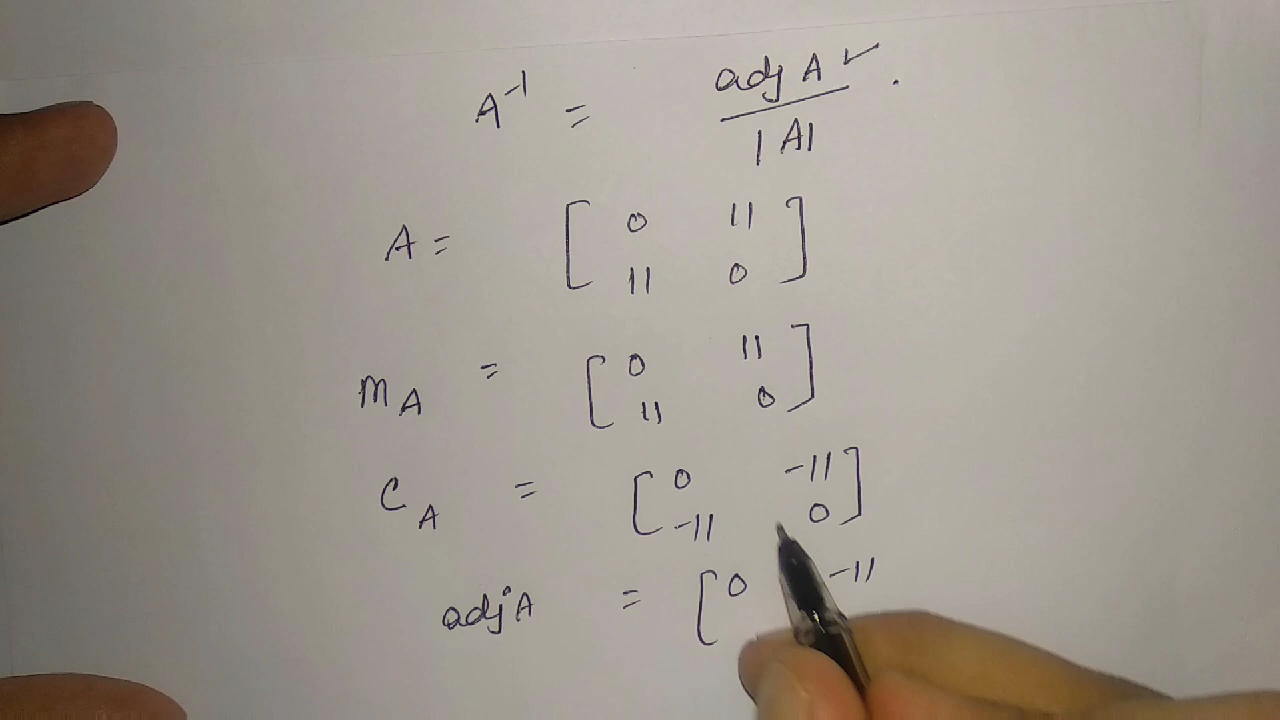 A⁻¹ = adj A ✓ / |A| .
A = [ 0 11
11 0 ]
M_A = [ 0 11
11 0 ]
C_A = [ 0 -11
-11 0 ]
adj A = [ 0 -11